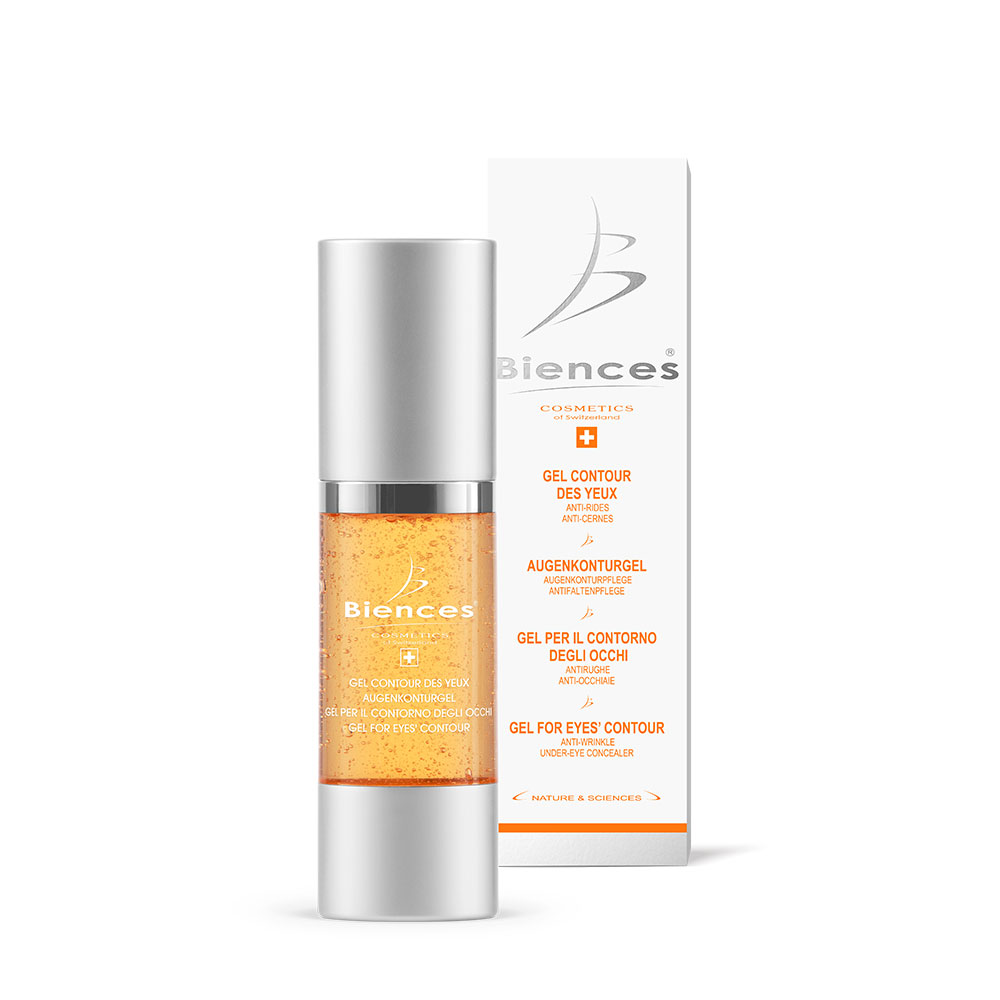 Biences®
COSMETICS
of Switzerland
GEL CONTOUR DES YEUX
AUGENKONTURGEL
GEL PER IL CONTORNO DEGLI OCCHI
GEL FOR EYES' CONTOUR
Biences®
COSMETICS
of Switzerland
GEL CONTOUR
DES YEUX
ANTI-RIDES
ANTI-CERNES
AUGENKONTURGEL
AUGENKONTURPFLEGE
ANTIFALTENPFLEGE
GEL PER IL CONTORNO
DEGLI OCCHI
ANTIRUGHE
ANTI-OCCHIAIE
GEL FOR EYES' CONTOUR
ANTI-WRINKLE
UNDER-EYE CONCEALER
NATURE & SCIENCES